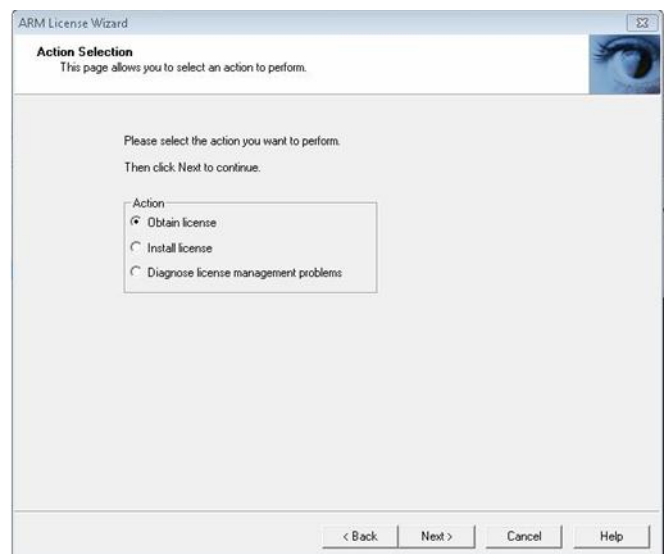 ARM License Wizard
Action Selection
This page allows you to select an action to perform.
Please select the action you want to perform.
Then click Next to continue.
Action
Obtain license
Install license
Diagnose license management problems
< Back Next > Cancel Help